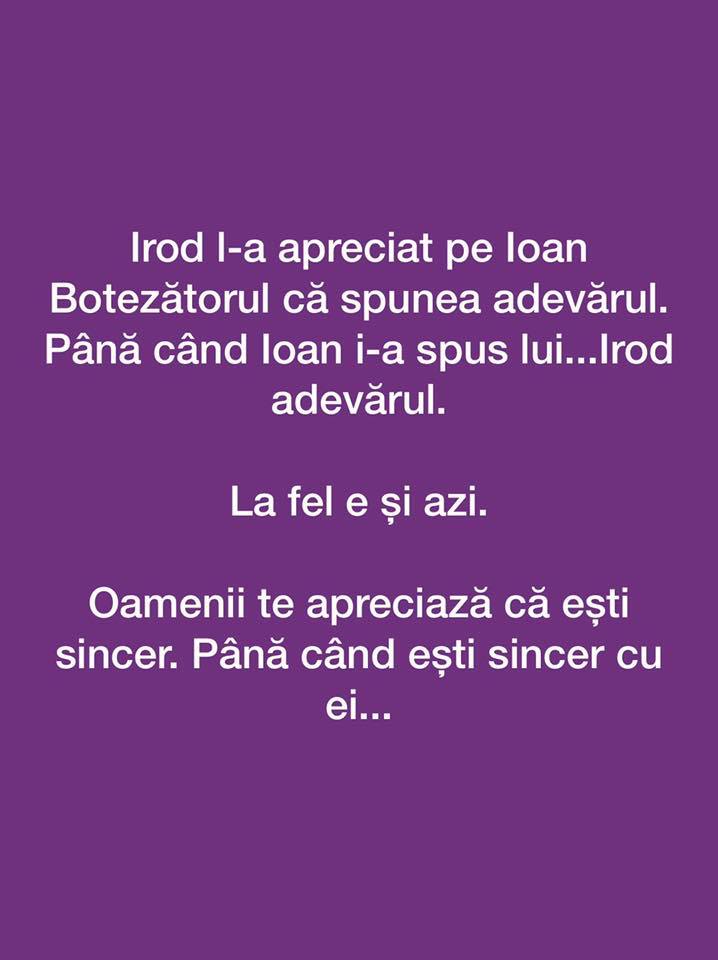 Irod l-a apreciat pe Ioan
Botezătorul că spunea adevărul.
Până când Ioan i-a spus lui...Irod
adevărul.
La fel e și azi.
Oamenii te apreciază că ești
sincer. Până când ești sincer cu
ei...